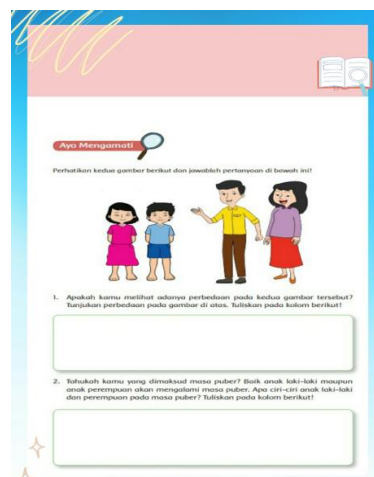 Ayo Mengamati
Perhatikan kedua gambar berikut dan jawablah pertanyaan di bawah ini!
1. Apakah kamu melihat adanya perbedaan pada kedua gambar tersebut?
Tunjukan perbedaan pada gambar di atas. Tuliskan pada kolom berikut!
2. Tahukah kamu yang dimaksud masa puber? Baik anak laki-laki maupun
anak perempuan akan mengalami masa puber. Apa ciri-ciri anak laki-laki
dan perempuan pada masa puber? Tuliskan pada kolom berikut!